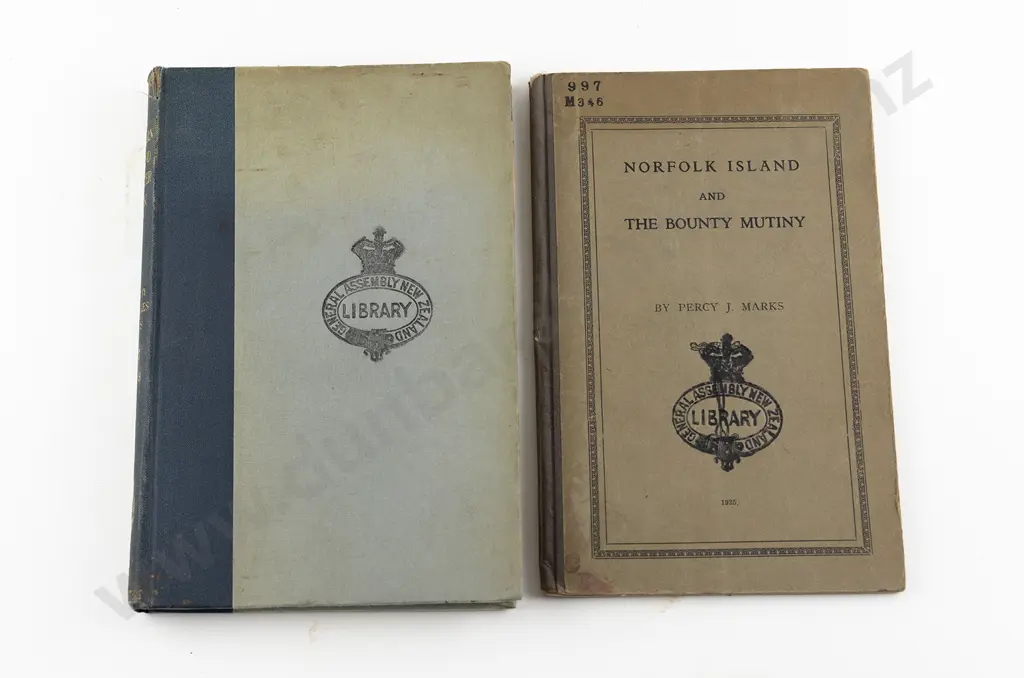 GENERAL ASSEMBLY NEW ZEALAND
LIBRARY
997
M346
NORFOLK ISLAND
AND
THE BOUNTY MUTINY
BY PERCY J. MARKS
GENERAL ASSEMBLY NEW ZEALAND
LIBRARY
1935.